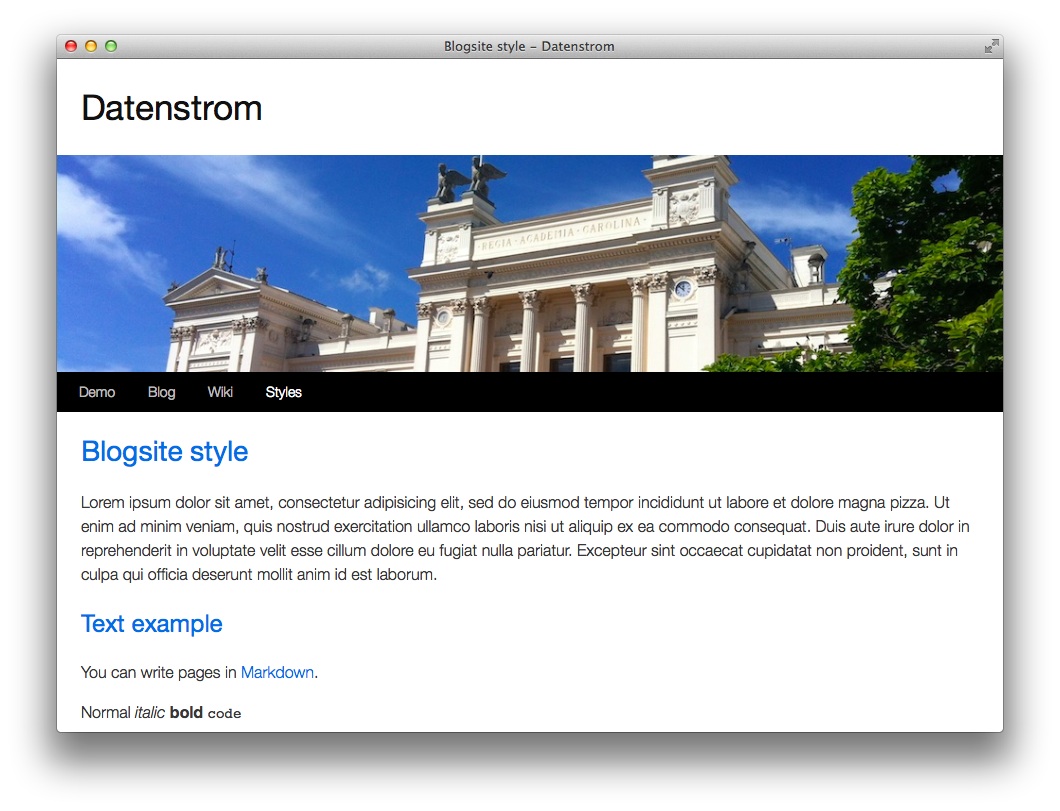 Blogsite style – Datenstrom
Datenstrom
·REGIA·ACADEMIA·CAROLINA·
Demo Blog Wiki Styles
Blogsite style
Lorem ipsum dolor sit amet, consectetur adipisicing elit, sed do eiusmod tempor incididunt ut labore et dolore magna pizza. Ut
enim ad minim veniam, quis nostrud exercitation ullamco laboris nisi ut aliquip ex ea commodo consequat. Duis aute irure dolor in
reprehenderit in voluptate velit esse cillum dolore eu fugiat nulla pariatur. Excepteur sint occaecat cupidatat non proident, sunt in
culpa qui officia deserunt mollit anim id est laborum.
Text example
You can write pages in Markdown.
Normal italic bold code